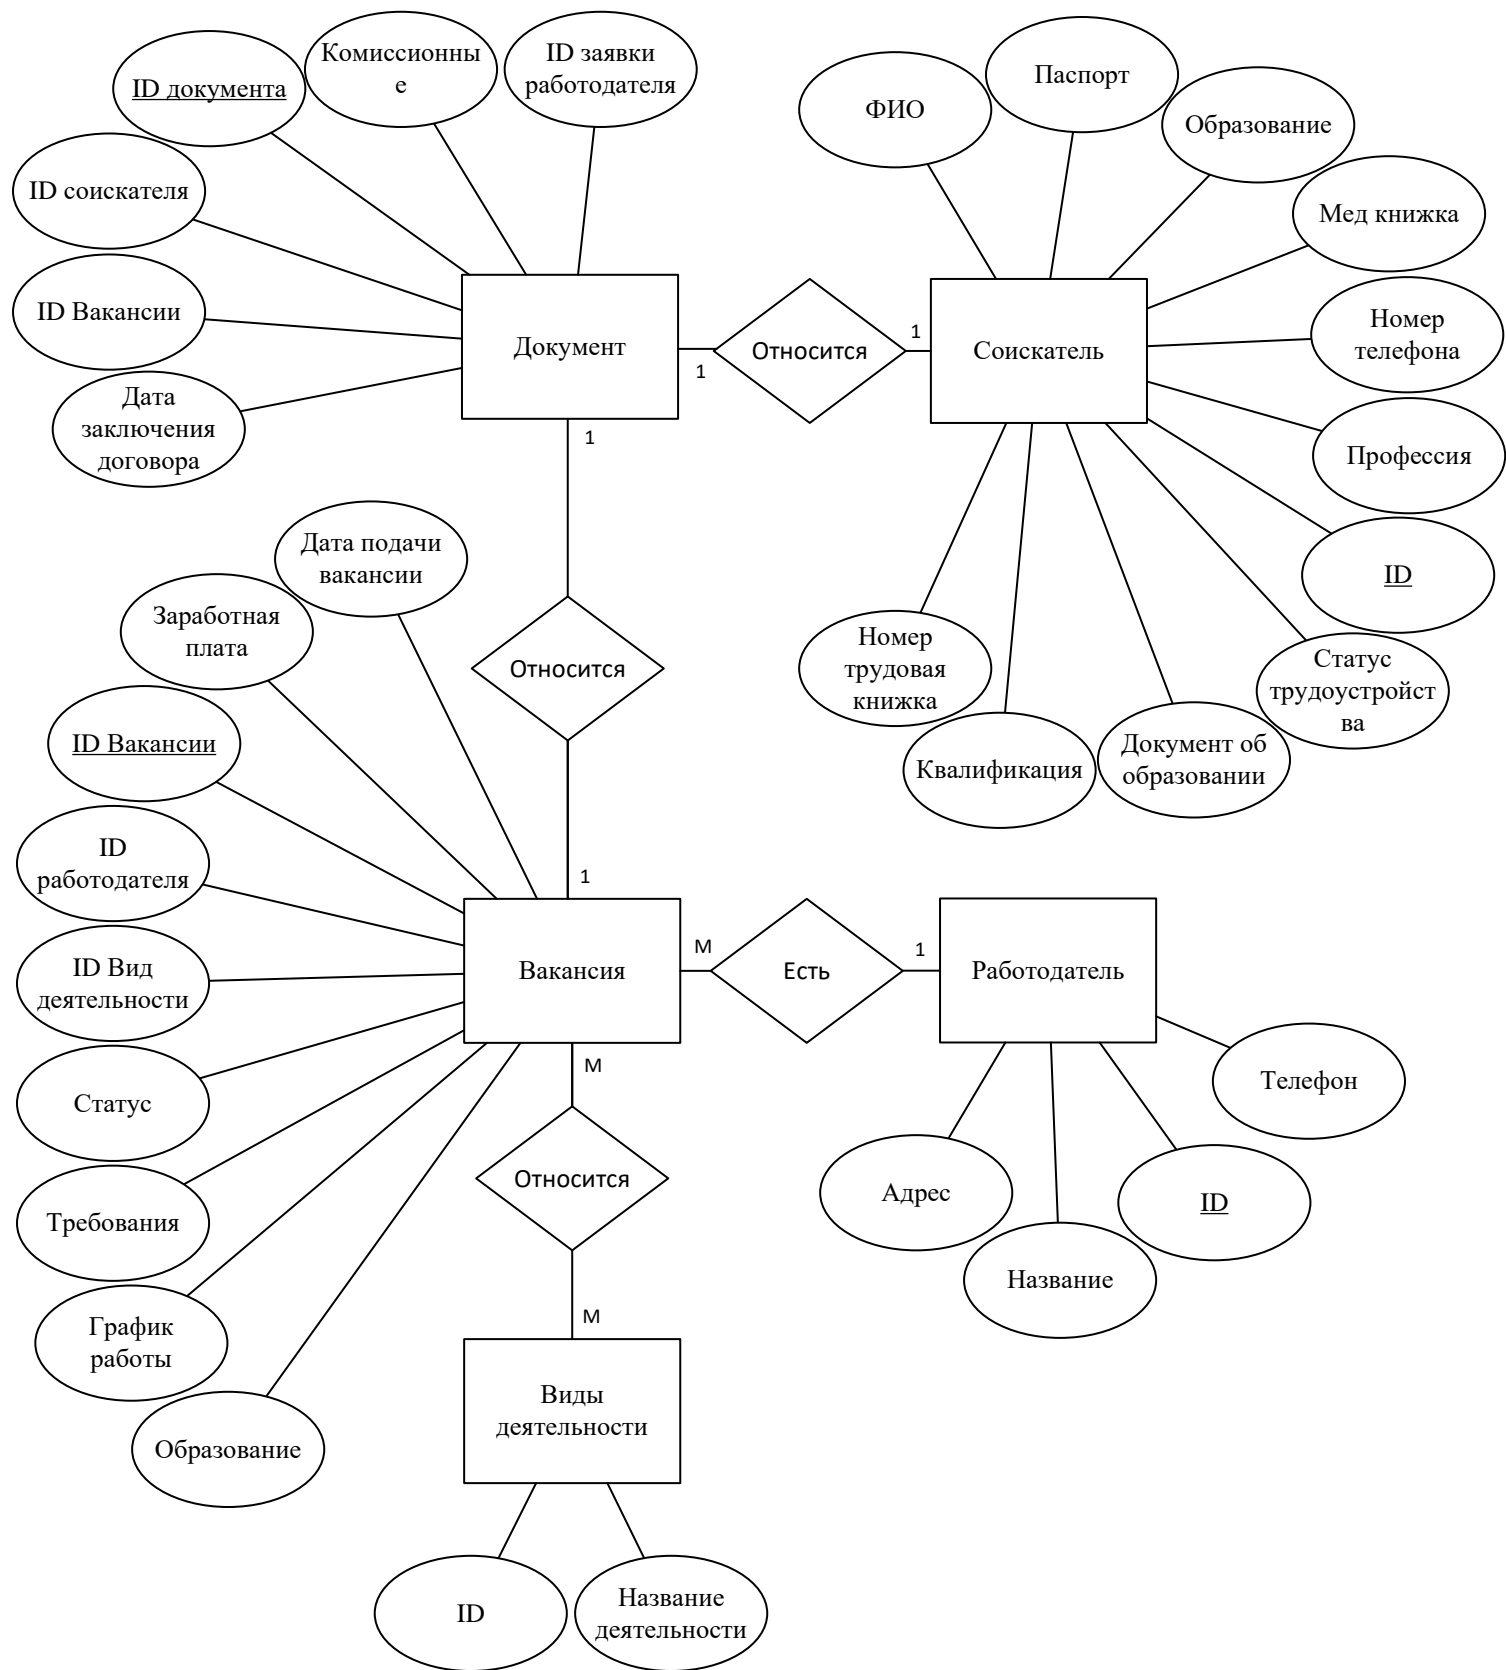 Комиссионны
е
ID заявки
работодателя
ID документа
ID соискателя
ID Вакансии
Дата
заключения
договора
Документ
1
Относится
1
Соискатель
ФИО
Паспорт
Образование
Мед книжка
Номер
телефона
Профессия
ID
Статус
трудоустройст
ва
Документ об
образовании
Квалификация
Номер
трудовая
книжка
1
Относится
1
Дата подачи
вакансии
Заработная
плата
ID Вакансии
ID
работодателя
ID Вид
деятельности
Статус
Требования
График
работы
Образование
Вакансия
М
Есть
1
Работодатель
Телефон
ID
Название
Адрес
М
Относится
М
Виды
деятельности
ID
Название
деятельности